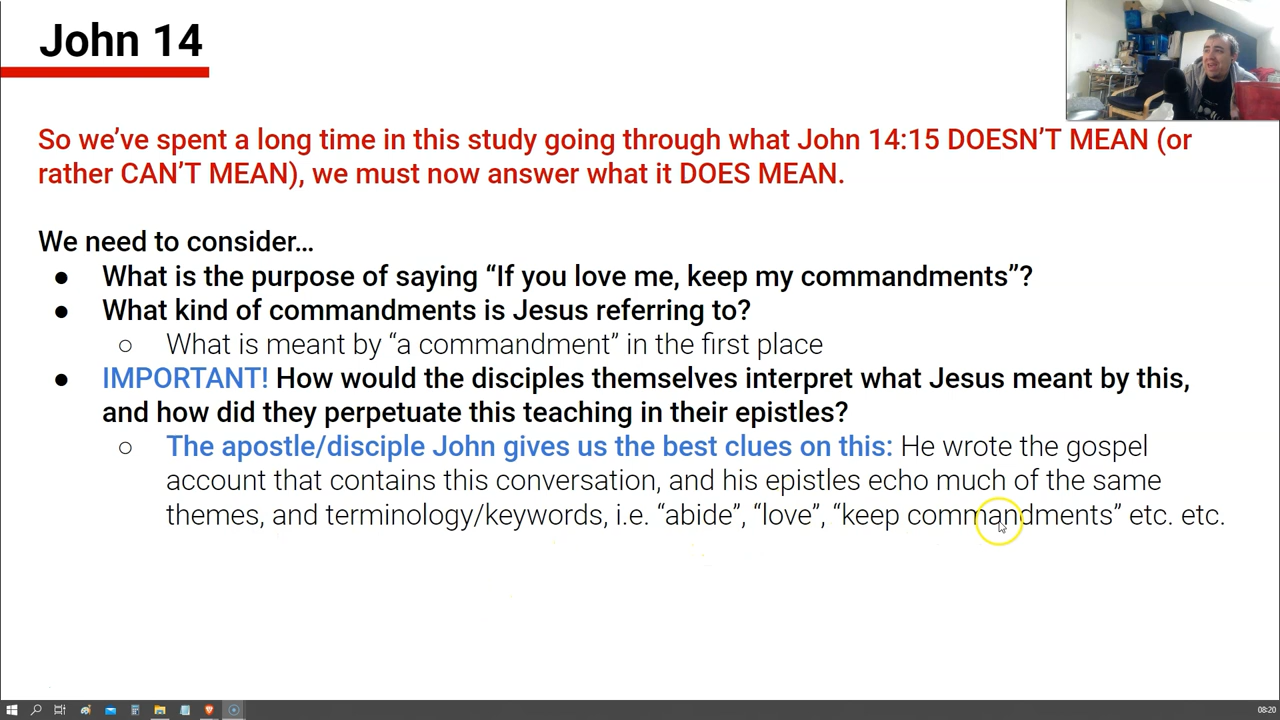 John 14
So we’ve spent a long time in this study going through what John 14:15 DOESN’T MEAN (or
rather CAN’T MEAN), we must now answer what it DOES MEAN.
We need to consider…
● What is the purpose of saying “If you love me, keep my commandments”?
● What kind of commandments is Jesus referring to?
○ What is meant by “a commandment” in the first place
● IMPORTANT! How would the disciples themselves interpret what Jesus meant by this,
and how did they perpetuate this teaching in their epistles?
○ The apostle/disciple John gives us the best clues on this: He wrote the gospel
account that contains this conversation, and his epistles echo much of the same
themes, and terminology/keywords, i.e. “abide”, “love”, “keep commandments” etc. etc.
08:20